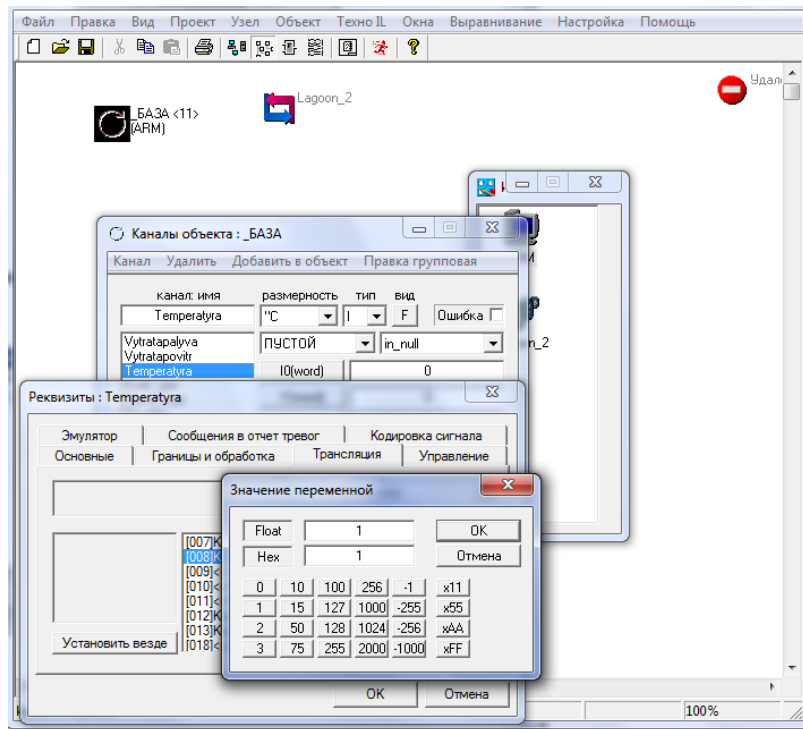 Файл Правка Вид Проект Узел Объект Техно IL Окна Выравнивание Настройка Помощь
_БАЗА <11>
(ARM)
Lagoon_2
Каналы объекта : _БАЗА
Канал Удалить Добавить в объект Правка групповая
канал: имя размерность тип вид
Temperatyra "С I F Ошибка
Vytratapalyva ПУСТОЙ in_null
Vytratapovitr
Temperatyra I0(word) 0
Реквизиты : Temperatyra
Эмулятор Сообщения в отчет тревог Кодировка сигнала
Основные Границы и обработка Трансляция Управление
[007]К
[008]К
[009]<
[010]<
[011]<
[012]К
[013]К
[018]<
Установить везде
OK Отмена
Значение переменной
Float 1 OK
Hex 1 Отмена
0 10 100 256 -1 x11
1 15 127 1000 -255 x55
2 50 128 1024 -256 xAA
3 75 255 2000 -1000 xFF
100%